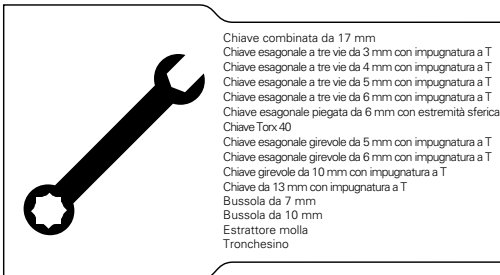 Chiave combinata da 17 mm
Chiave esagonale a tre vie da 3 mm con impugnatura a T
Chiave esagonale a tre vie da 4 mm con impugnatura a T
Chiave esagonale a tre vie da 5 mm con impugnatura a T
Chiave esagonale a tre vie da 6 mm con impugnatura a T
Chiave esagonale piegata da 6 mm con estremità sferica
Chiave Torx 40
Chiave esagonale girevole da 5 mm con impugnatura a T
Chiave esagonale girevole da 6 mm con impugnatura a T
Chiave girevole da 10 mm con impugnatura a T
Chiave da 13 mm con impugnatura a T
Bussola da 7 mm
Bussola da 10 mm
Estrattore molla
Tronchesino